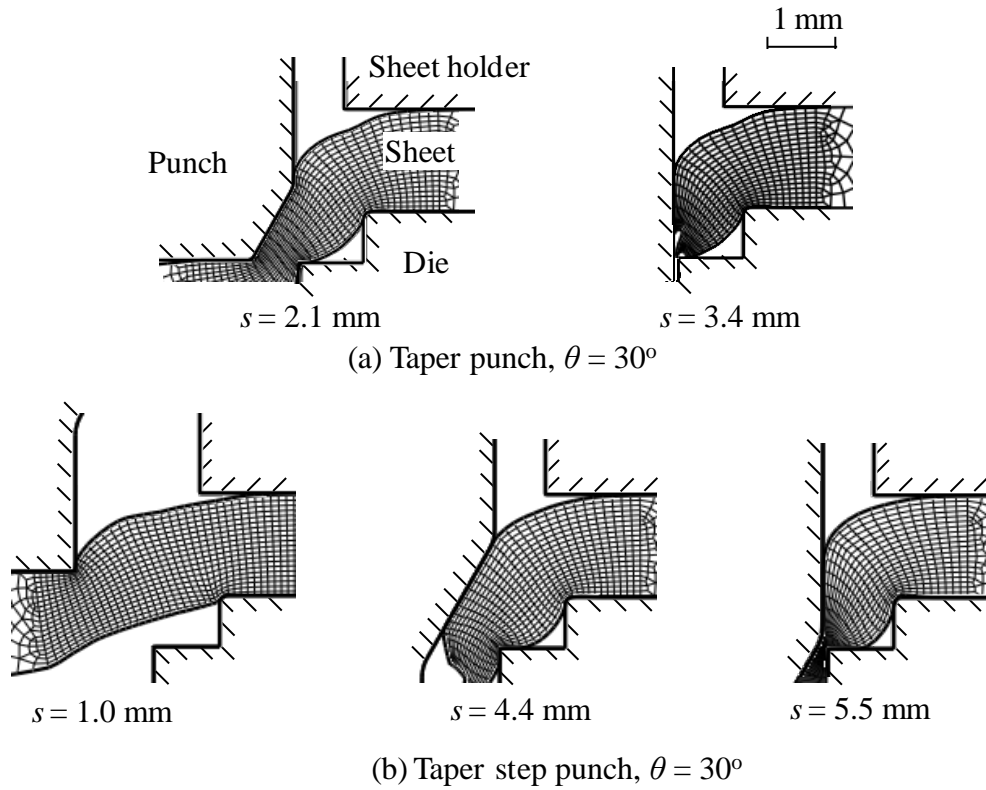 1 mm
Sheet holder
Punch
Sheet
Die
s = 2.1 mm
s = 3.4 mm
(a) Taper punch, θ = 30°
s = 1.0 mm
s = 4.4 mm
s = 5.5 mm
(b) Taper step punch, θ = 30°